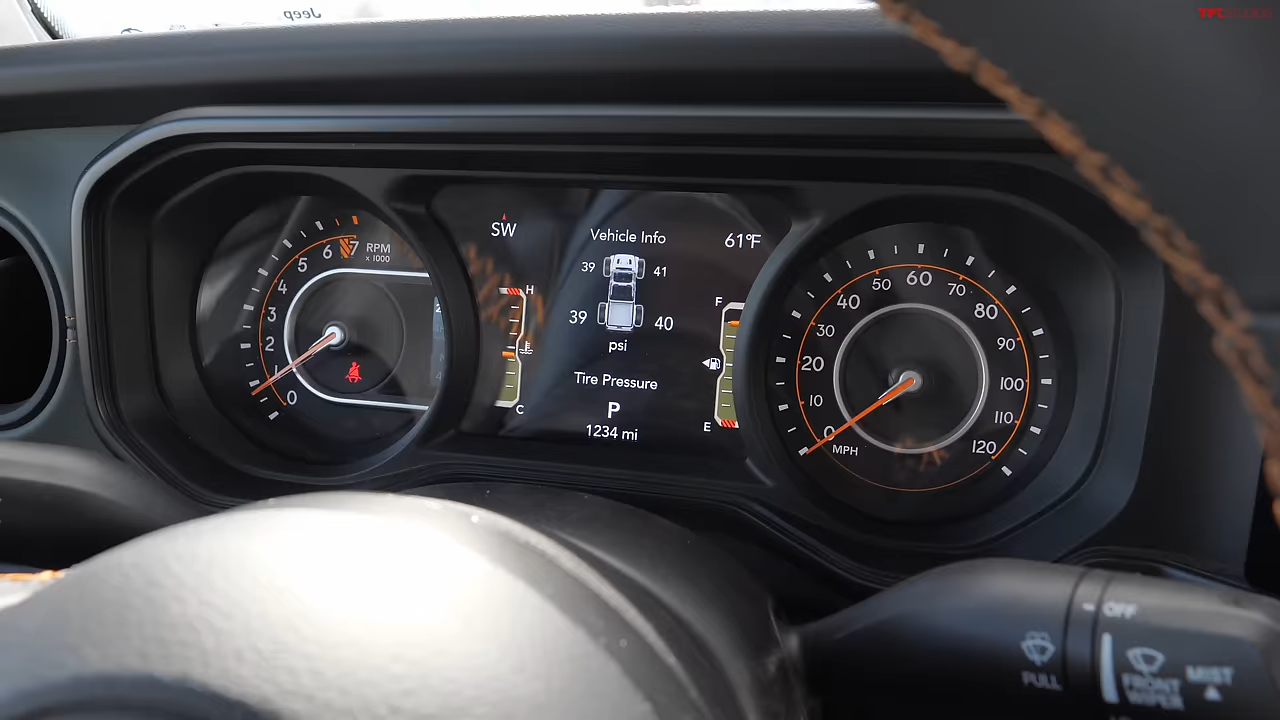 Jeep
TFLSTUDIOS
SW
Vehicle Info
61°F
39
41
39
40
psi
Tire Pressure
P
1234 mi
H
C
F
E
RPM
x 1000
0
1
2
3
4
5
6
7
0
10
20
30
40
50
60
70
80
90
100
110
120
MPH
OFF
PULL
FRONT
WIPER
MIST